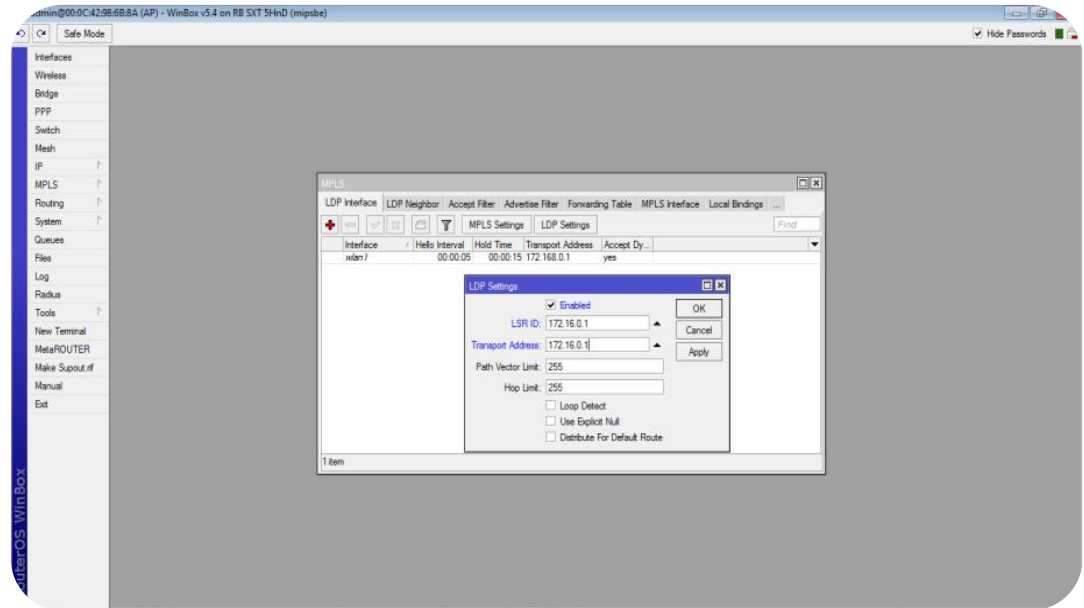 admin@00:0C:42:98:6B:8A (AP) - WinBox v5.4 on RB SXT 5HnD (mipsbe)
Safe Mode
Hide Passwords
Interfaces
Wireless
Bridge
PPP
Switch
Mesh
IP
MPLS
Routing
System
Queues
Files
Log
Radius
Tools
New Terminal
MetaROUTER
Make Supout.rif
Manual
Exit
RouterOS WinBox
MPLS
LDP Interface LDP Neighbor Accept Filter Advertise Filter Forwarding Table MPLS Interface Local Bindings ...
MPLS Settings LDP Settings Find
Interface Hello Interval Hold Time Transport Address Accept Dy...
wlan1 00:00:05 00:00:15 172.168.0.1 yes
LDP Settings
Enabled
OK
LSR ID: 172.16.0.1
Cancel
Transport Address: 172.16.0.1
Apply
Path Vector Limit: 255
Hop Limit: 255
Loop Detect
Use Explicit Null
Distribute For Default Route
1 item